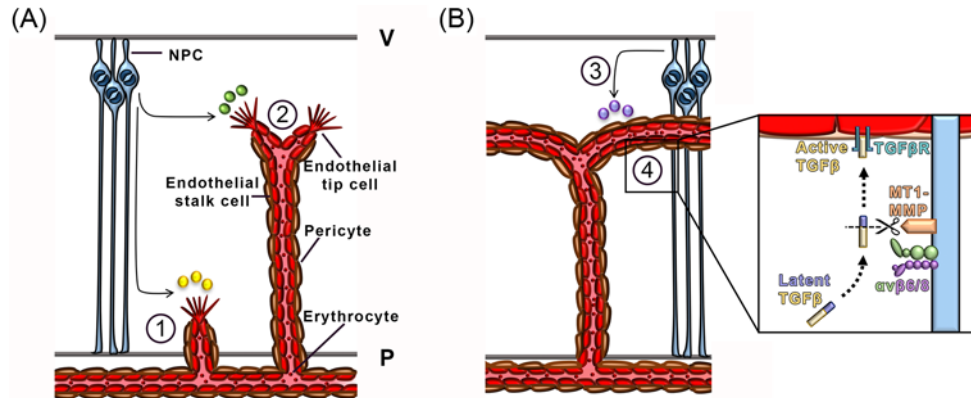 (A)
V
NPC
2
Endothelial
tip cell
Endothelial
stalk cell
Pericyte
1
Erythrocyte
P
(B)
3
4
Active
TGFβ
TGFβR
MT1-
MMP
αvβ6/8
Latent
TGFβ